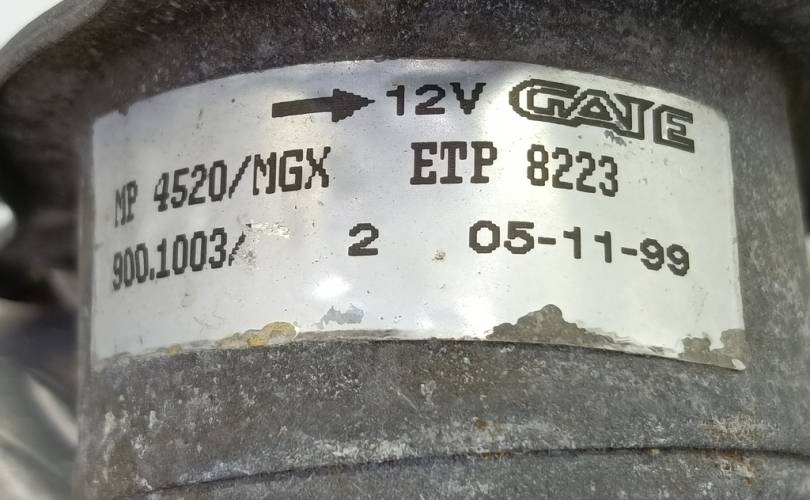 12V GATE
MP 4520/MGX ETP 8223
900.1003/ 2 05-11-99